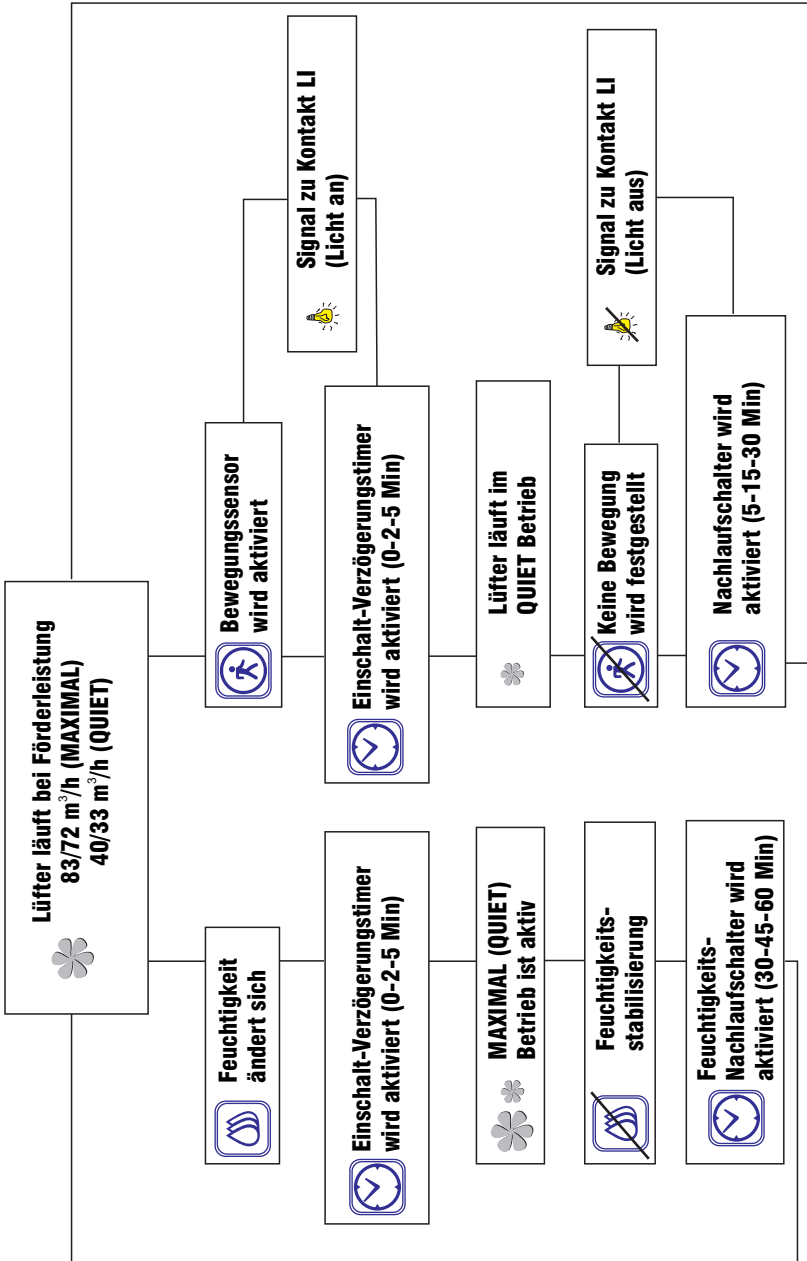 Lüfter läuft bei Förderleistung
83/72 m³/h (MAXIMAL)
40/33 m³/h (QUIET)
Feuchtigkeit
ändert sich
Einschalt-Verzögerungstimer
wird aktiviert (0-2-5 Min)
MAXIMAL (QUIET)
Betrieb ist aktiv
Feuchtigkeits-
stabilisierung
Feuchtigkeits-
Nachlaufschalter wird
aktiviert (30-45-60 Min)
Bewegungssensor
wird aktiviert
Signal zu Kontakt LI
(Licht an)
Einschalt-Verzögerungstimer
wird aktiviert (0-2-5 Min)
Lüfter läuft im
QUIET Betrieb
Keine Bewegung
wird festgestellt
Signal zu Kontakt LI
(Licht aus)
Nachlaufschalter wird
aktiviert (5-15-30 Min)